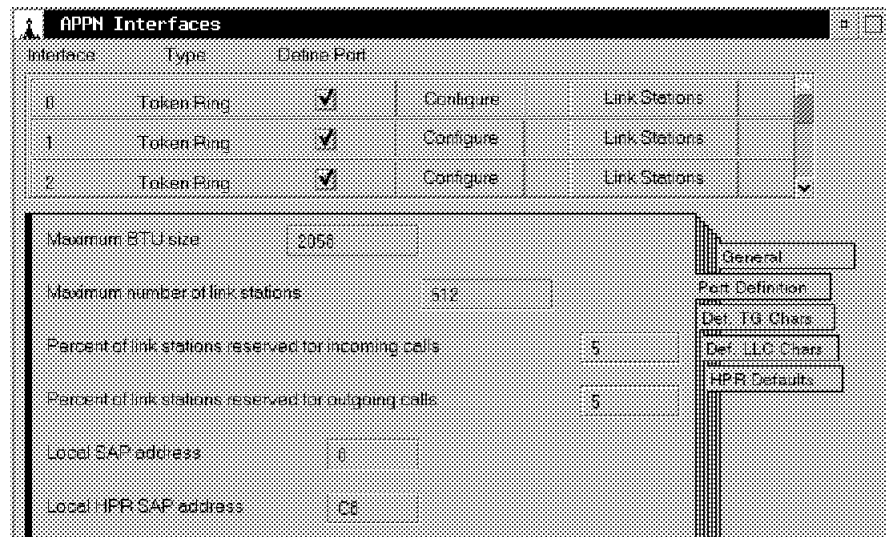 APPN Interfaces
Interface Type Define Port
0 Token Ring Configure Link Stations
1 Token Ring Configure Link Stations
2 Token Ring Configure Link Stations
Maximum BTU size 2058
General
Port Definition
Maximum number of link stations 512
Def. TG Chars
Percent of link stations reserved for incoming calls 5
Def. LLC Chars
HPR Defaults
Percent of link stations reserved for outgoing calls 5
Local SAP address
Local HPR SAP address C8